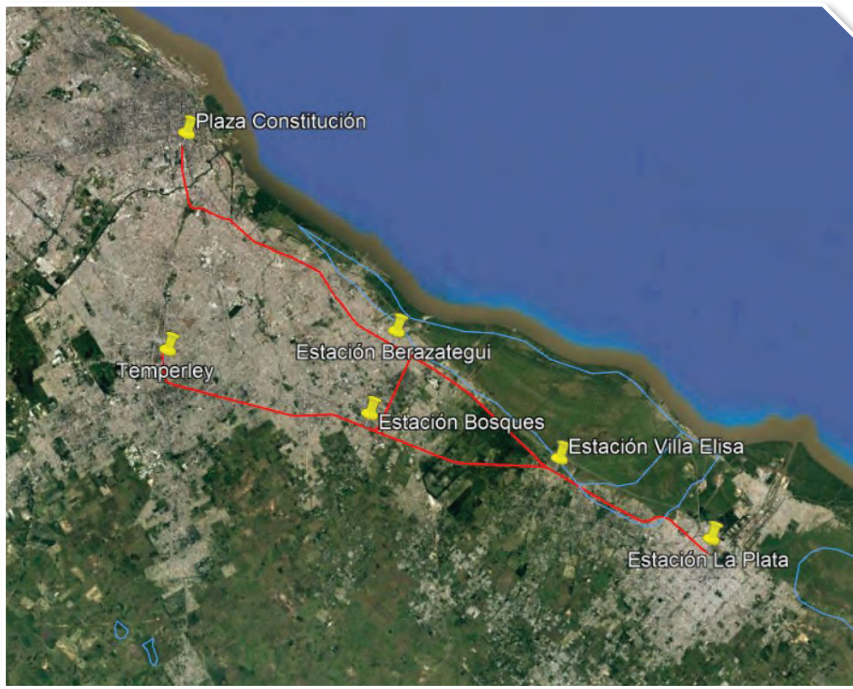 Plaza Constitución
Estación Berazategui
Temperley
Estación Bosques
Estación Villa Elisa
Estación La Plata